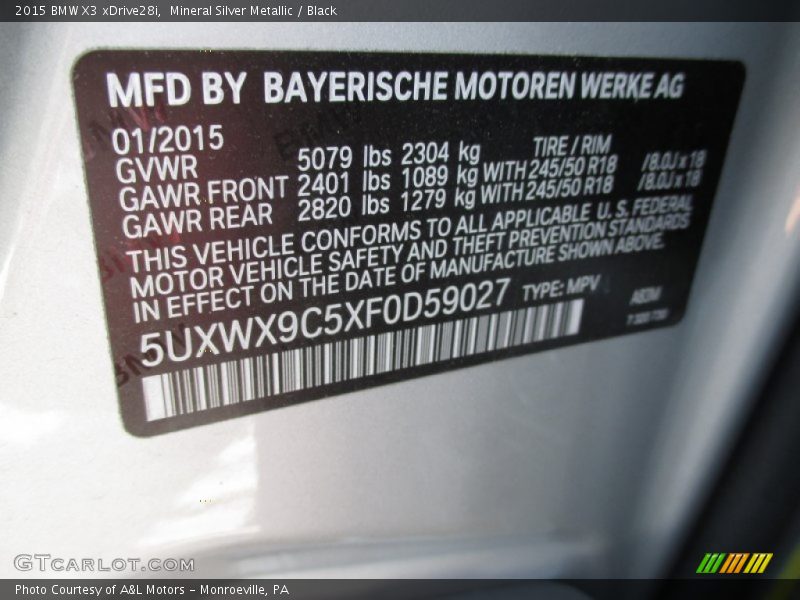 2015 BMW X3 xDrive28i, Mineral Silver Metallic / Black
MFD BY BAYERISCHE MOTOREN WERKE AG
01/2015 TIRE / RIM
GVWR 5079 lbs 2304 kg
GAWR FRONT 2401 lbs 1089 kg WITH 245/50 R18 /8.0J x 18
GAWR REAR 2820 lbs 1279 kg WITH 245/50 R18 /8.0J x 18
THIS VEHICLE CONFORMS TO ALL APPLICABLE U. S. FEDERAL
MOTOR VEHICLE SAFETY AND THEFT PREVENTION STANDARDS
IN EFFECT ON THE DATE OF MANUFACTURE SHOWN ABOVE.
5UXWX9C5XF0D59027 TYPE: MPV
GTCARLOT.COM
Photo Courtesy of A&L Motors - Monroeville, PA